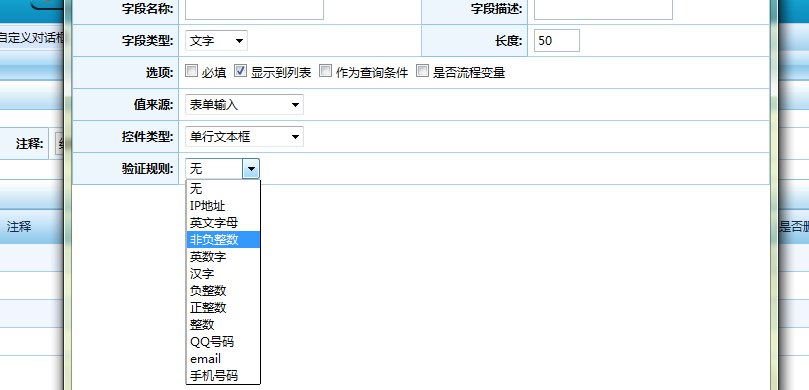 字段名称: 字段描述:
自定义对话框
字段类型: 文字 长度: 50
选项: 必填 显示到列表 作为查询条件 是否流程变量
值来源: 表单输入
注释:
控件类型: 单行文本框
验证规则: 无
无
IP地址
英文字母
注释
是否删
非负整数
英数字
汉字
负整数
正整数
整数
QQ号码
email
手机号码